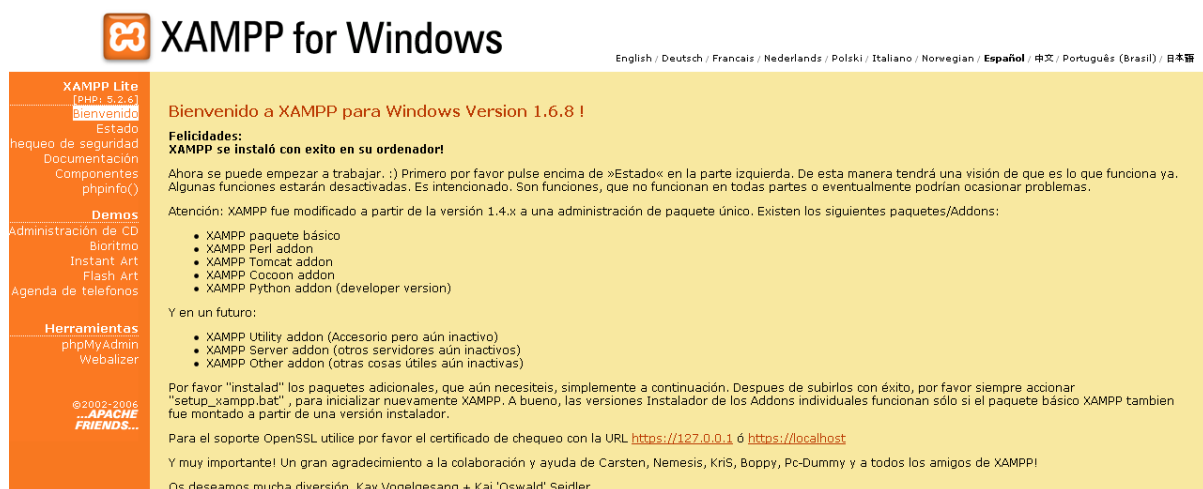 XAMPP for Windows
English / Deutsch / Francais / Nederlands / Polski / Italiano / Norwegian / Español / 中文 / Português (Brasil) / 日本語
XAMPP Lite
[PHP: 5.2.6]
Bienvenido
Estado
hequeo de seguridad
Documentación
Componentes
phpinfo()
Demos
Administración de CD
Bioritmo
Instant Art
Flash Art
Agenda de telefonos
Herramientas
phpMyAdmin
Webalizer
©2002-2006
...APACHE
FRIENDS...
Bienvenido a XAMPP para Windows Version 1.6.8 !
Felicidades:
XAMPP se instaló con exito en su ordenador!
Ahora se puede empezar a trabajar. :) Primero por favor pulse encima de »Estado« en la parte izquierda. De esta manera tendrá una visión de que es lo que funciona ya.
Algunas funciones estarán desactivadas. Es intencionado. Son funciones, que no funcionan en todas partes o eventualmente podrían ocasionar problemas.
Atención: XAMPP fue modificado a partir de la versión 1.4.x a una administración de paquete único. Existen los siguientes paquetes/Addons:
• XAMPP paquete básico
• XAMPP Perl addon
• XAMPP Tomcat addon
• XAMPP Cocoon addon
• XAMPP Python addon (developer version)
Y en un futuro:
• XAMPP Utility addon (Accesorio pero aún inactivo)
• XAMPP Server addon (otros servidores aún inactivos)
• XAMPP Other addon (otras cosas útiles aún inactivas)
Por favor "instalad" los paquetes adicionales, que aún necesiteis, simplemente a continuación. Despues de subirlos con éxito, por favor siempre accionar
"setup_xampp.bat" , para inicializar nuevamente XAMPP. A bueno, las versiones Instalador de los Addons individuales funcionan sólo si el paquete básico XAMPP tambien
fue montado a partir de una versión instalador.
Para el soporte OpenSSL utilice por favor el certificado de chequeo con la URL https://127.0.0.1 ó https://localhost
Y muy importante! Un gran agradecimiento a la colaboración y ayuda de Carsten, Nemesis, KriS, Boppy, Pc-Dummy y a todos los amigos de XAMPP!
Os deseamos mucha diversión, Kay Vogelgesang + Kai 'Oswald' Seidler